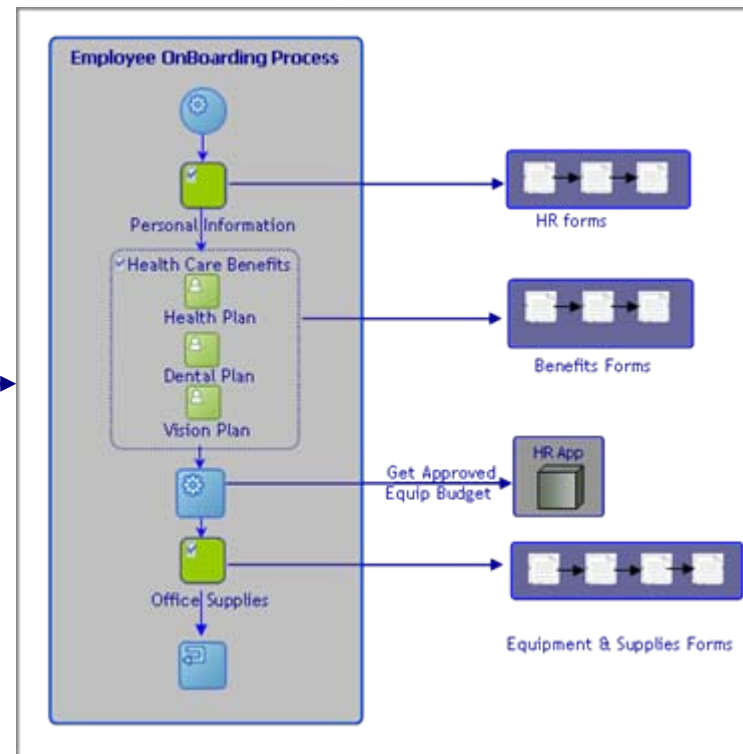 Employee OnBoarding Process
Personal Information
HR forms
Health Care Benefits
Health Plan
Dental Plan
Vision Plan
Benefits Forms
Get Approved
Equip Budget
HR App
Office Supplies
Equipment & Supplies Forms